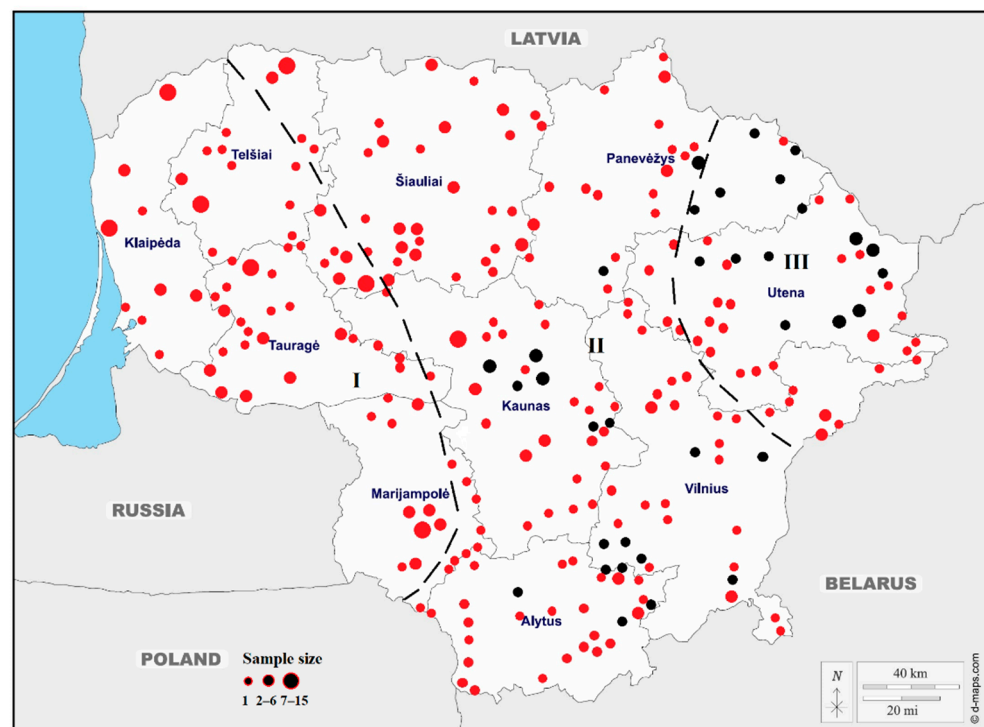 LATVIA
Telšiai
Šiauliai
Panevėžys
Klaipėda
III
Utena
Tauragė
I
II
Kaunas
Marijampolė
Vilnius
RUSSIA
BELARUS
Alytus
POLAND
Sample size
1 2–6 7–15
N
40 km
20 mi
© d-maps.com